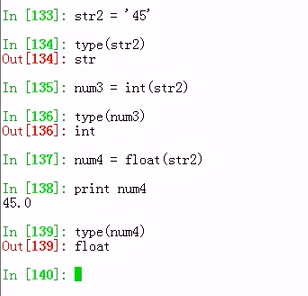 In [133]: str2 = '45'
In [134]: type(str2)
Out[134]: str
In [135]: num3 = int(str2)
In [136]: type(num3)
Out[136]: int
In [137]: num4 = float(str2)
In [138]: print num4
45.0
In [139]: type(num4)
Out[139]: float
In [140]: